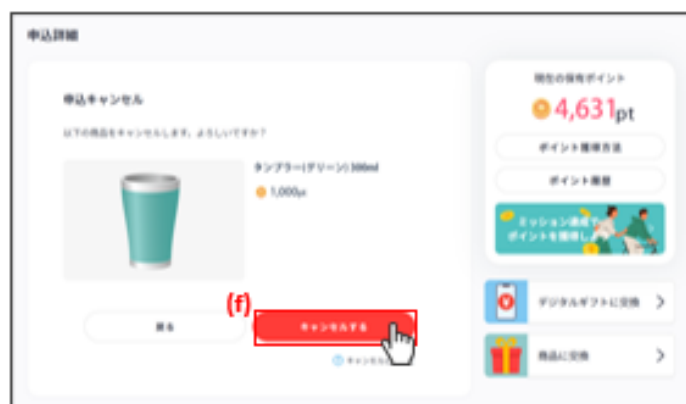 申込詳細
申込キャンセル
以下の商品をキャンセルします。よろしいですか？
タンブラー(グリーン) 300ml
1,000pt
(f)
戻る
キャンセルする
現在の保有ポイント
4,631pt
ポイント獲得方法
ポイント履歴
ミッション達成で
ポイントを獲得しよう
デジタルギフトに交換
商品に交換